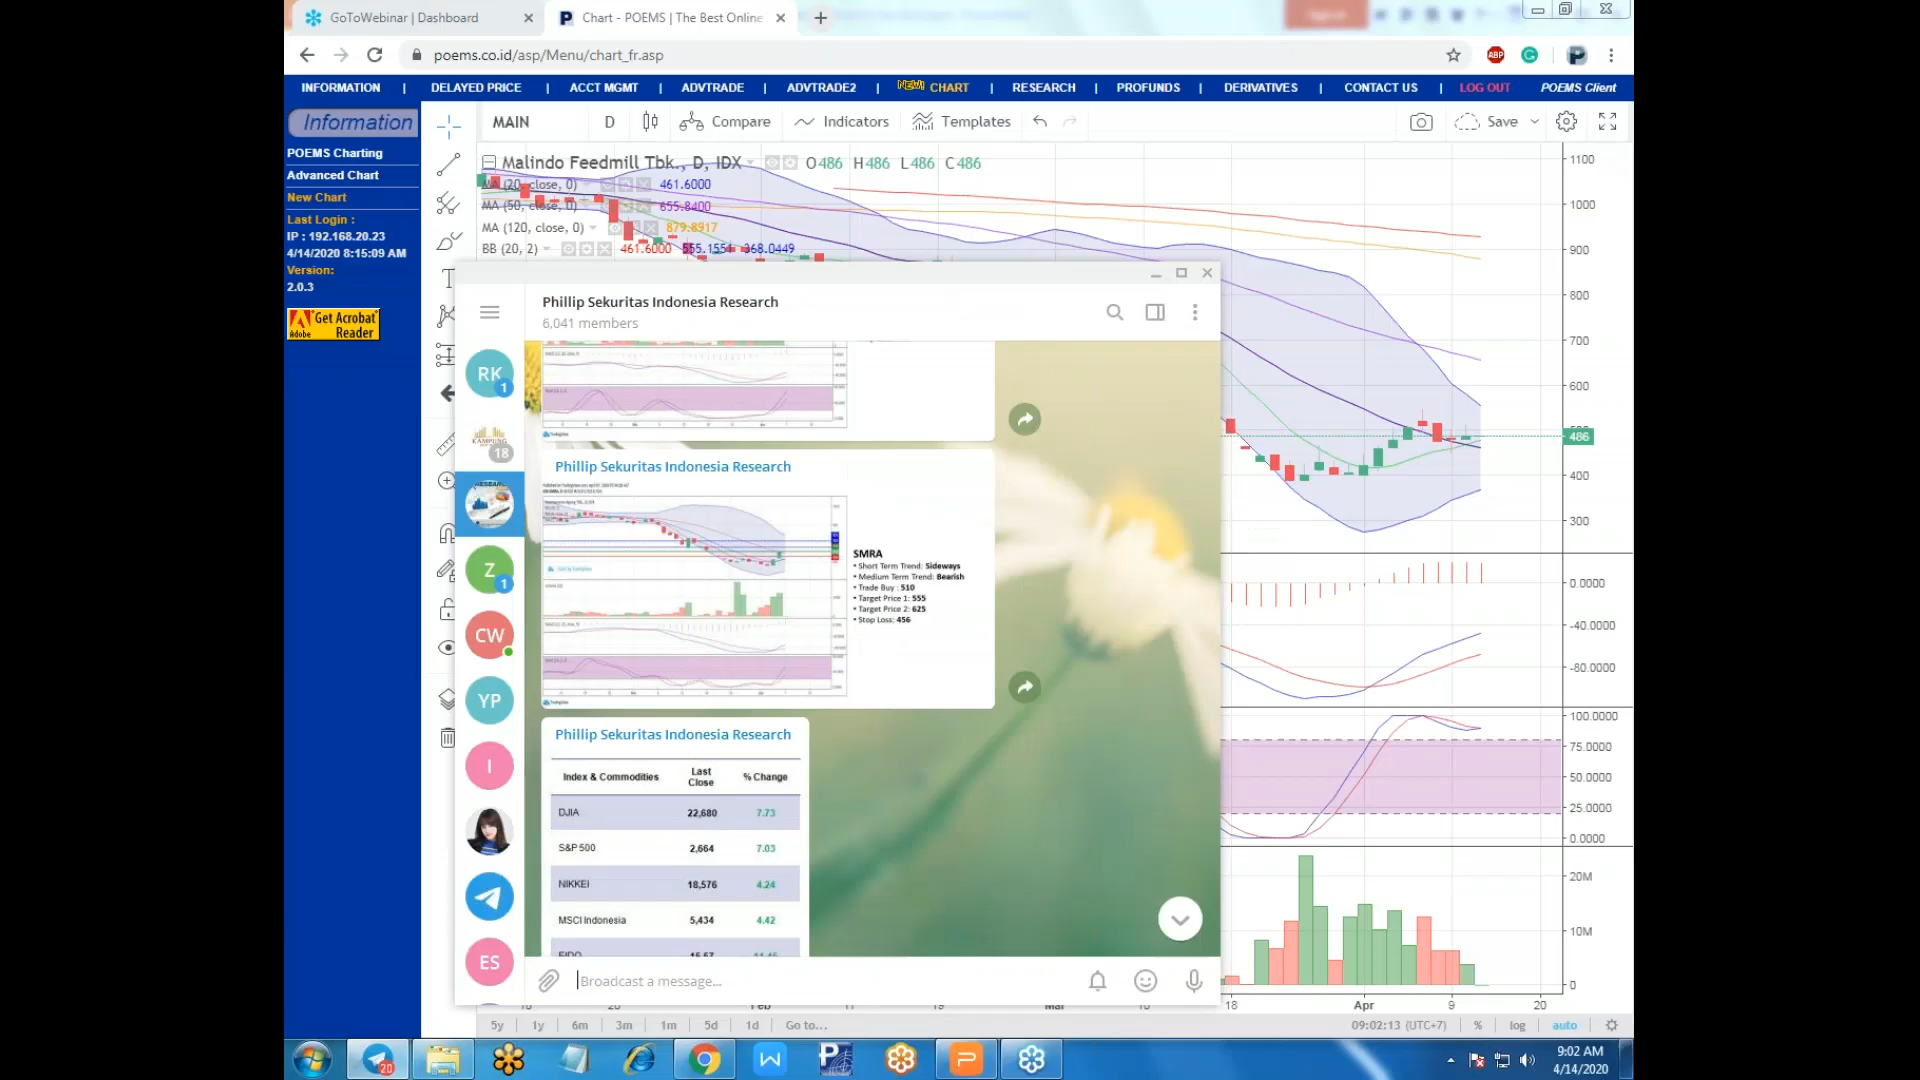 GoToWebinar | Dashboard
Chart - POEMS | The Best Online
poems.co.id/asp/Menu/chart_fr.asp
ABP
INFORMATION | DELAYED PRICE | ACCT MGMT | ADVTRADE | ADVTRADE2 | NEW! CHART | RESEARCH | PROFUNDS | DERIVATIVES | CONTACT US | LOG OUT POEMS Client
Information
POEMS Charting
Advanced Chart
New Chart
Last Login :
IP : 192.168.20.23
4/14/2020 8:15:09 AM
Version:
2.0.3
Get Acrobat
Adobe Reader
MAIN D Compare Indicators Templates Save
Malindo Feedmill Tbk., D, IDX O486 H486 L486 C486
MA (20, close, 0) 461.6000
MA (50, close, 0) 655.8400
MA (120, close, 0) 879.8917
BB (20, 2) 461.6000 555.1551 368.0449
1100
1000
900
800
700
600
486
400
300
0.0000
-40.0000
-80.0000
100.0000
75.0000
50.0000
25.0000
0.0000
20M
10M
0
Phillip Sekuritas Indonesia Research
6,041 members
RK 1
KAMPUNG
18
Z 1
CW
YP
I
ES
Phillip Sekuritas Indonesia Research
SMRA
• Short Term Trend: Sideways
• Medium Term Trend: Bearish
• Trade Buy : 510
• Target Price 1: 555
• Target Price 2: 625
• Stop Loss: 456
Phillip Sekuritas Indonesia Research
Index & Commodities Last Close % Change
DJIA 22,680 7.73
S&P 500 2,664 7.03
NIKKEI 18,576 4.24
MSCI Indonesia 5,434 4.42
Broadcast a message...
18 Apr 9 20
5y 1y 6m 3m 1m 5d 1d Go to...
09:02:13 (UTC+7) % log auto
20
9:02 AM
4/14/2020